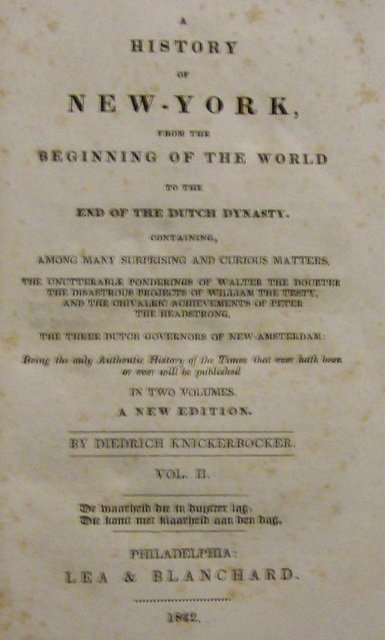 A
HISTORY
OF
NEW-YORK,
FROM THE
BEGINNING OF THE WORLD
TO THE
END OF THE DUTCH DYNASTY.
CONTAINING,
AMONG MANY SURPRISING AND CURIOUS MATTERS,
THE UNUTTERABLE PONDERINGS OF WALTER THE DOUBTER
THE DISASTROUS PROJECTS OF WILLIAM THE TESTY,
AND THE CHIVALRIC ACHIEVEMENTS OF PETER
THE HEADSTRONG,
THE THREE DUTCH GOVERNORS OF NEW-AMSTERDAM:
Being the only Authentic History of the Times that ever hath been
or ever will be published
IN TWO VOLUMES.
A NEW EDITION.
BY DIEDRICH KNICKERBOCKER.
VOL. II.
De waarheid die in duister lag,
Die komt met klaarheid aan den dag.
PHILADELPHIA:
LEA & BLANCHARD.
1842.